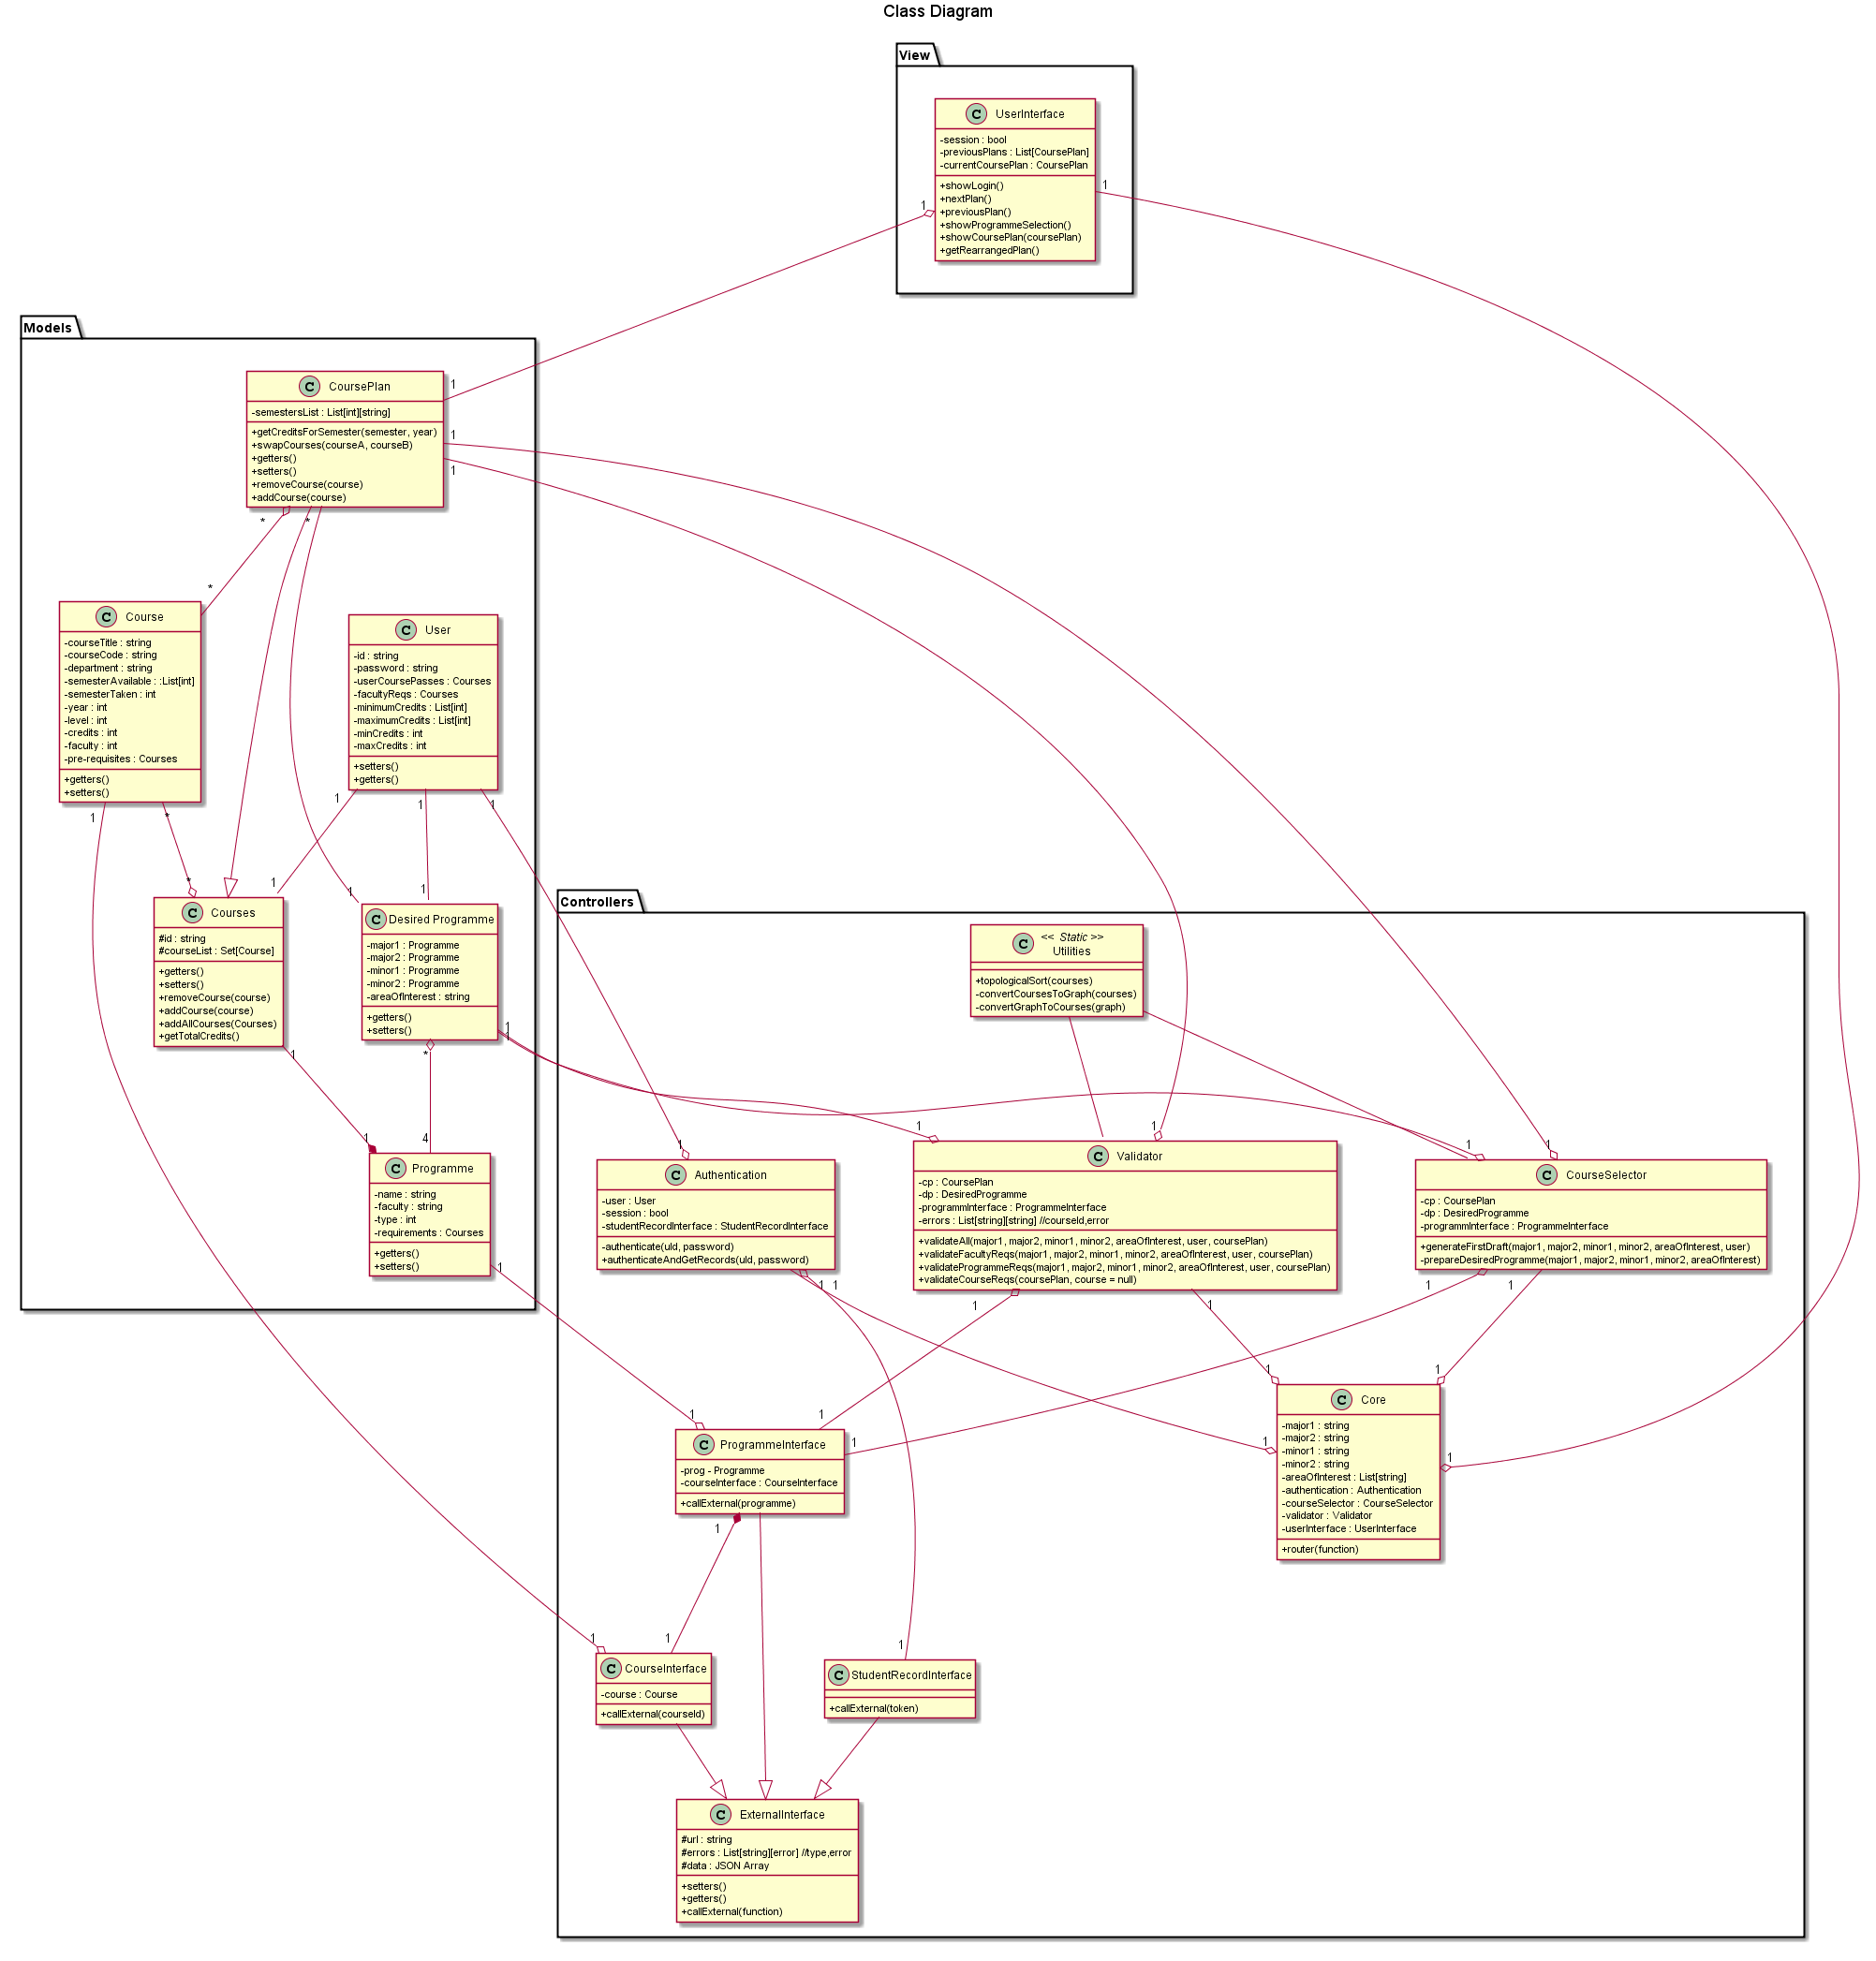 Class Diagram
View
C UserInterface
-session : bool
-previousPlans : List[CoursePlan]
-currentCoursePlan : CoursePlan
+showLogin()
+nextPlan()
+previousPlan()
+showProgrammeSelection()
+showCoursePlan(coursePlan)
+getRearrangedPlan()
1
1
Models
C CoursePlan
-semestersList : List[int][string]
+getCreditsForSemester(semester, year)
+swapCourses(courseA, courseB)
+getters()
+setters()
+removeCourse(course)
+addCourse(course)
1
1
1
*
*
*
C Course
-courseTitle : string
-courseCode : string
-department : string
-semesterAvailable : :List[int]
-semesterTaken : int
-year : int
-level : int
-credits : int
-faculty : int
-pre-requisites : Courses
+getters()
+setters()
1
*
C User
-id : string
-password : string
-userCoursePasses : Courses
-facultyReqs : Courses
-minimumCredits : List[int]
-maximumCredits : List[int]
-minCredits : int
-maxCredits : int
+setters()
+getters()
1
1
1
*
1
1
1
C Courses
#id : string
#courseList : Set[Course]
+getters()
+setters()
+removeCourse(course)
+addCourse(course)
+addAllCourses(Courses)
+getTotalCredits()
1
C Desired Programme
-major1 : Programme
-major2 : Programme
-minor1 : Programme
-minor2 : Programme
-areaOfInterest : string
+getters()
+setters()
1
1
*
1
4
C Programme
-name : string
-faculty : string
-type : int
-requirements : Courses
+getters()
+setters()
1
Controllers
C << Static >>
Utilities
+topologicalSort(courses)
-convertCoursesToGraph(courses)
-convertGraphToCourses(graph)
1
1
1
1
1
C Authentication
-user : User
-session : bool
-studentRecordInterface : StudentRecordInterface
-authenticate(uId, password)
+authenticateAndGetRecords(uId, password)
1
1
C Validator
-cp : CoursePlan
-dp : DesiredProgramme
-programmInterface : ProgrammeInterface
-errors : List[string][string] //courseId,error
+validateAll(major1, major2, minor1, minor2, areaOfInterest, user, coursePlan)
+validateFacultyReqs(major1, major2, minor1, minor2, areaOfInterest, user, coursePlan)
+validateProgrammeReqs(major1, major2, minor1, minor2, areaOfInterest, user, coursePlan)
+validateCourseReqs(coursePlan, course = null)
1
1
C CourseSelector
-cp : CoursePlan
-dp : DesiredProgramme
-programmInterface : ProgrammeInterface
+generateFirstDraft(major1, major2, minor1, minor2, areaOfInterest, user)
-prepareDesiredProgramme(major1, major2, minor1, minor2, areaOfInterest)
1
1
1
1
1
1
1
1
1
C ProgrammeInterface
-prog - Programme
-courseInterface : CourseInterface
+callExternal(programme)
1
C Core
-major1 : string
-major2 : string
-minor1 : string
-minor2 : string
-areaOfInterest : List[string]
-authentication : Authentication
-courseSelector : CourseSelector
-validator : Validator
-userInterface : UserInterface
+router(function)
1
1
1
C CourseInterface
-course : Course
+callExternal(courseId)
C StudentRecordInterface
+callExternal(token)
C ExternalInterface
#url : string
#errors : List[string][error] //type,error
#data : JSON Array
+setters()
+getters()
+callExternal(function)